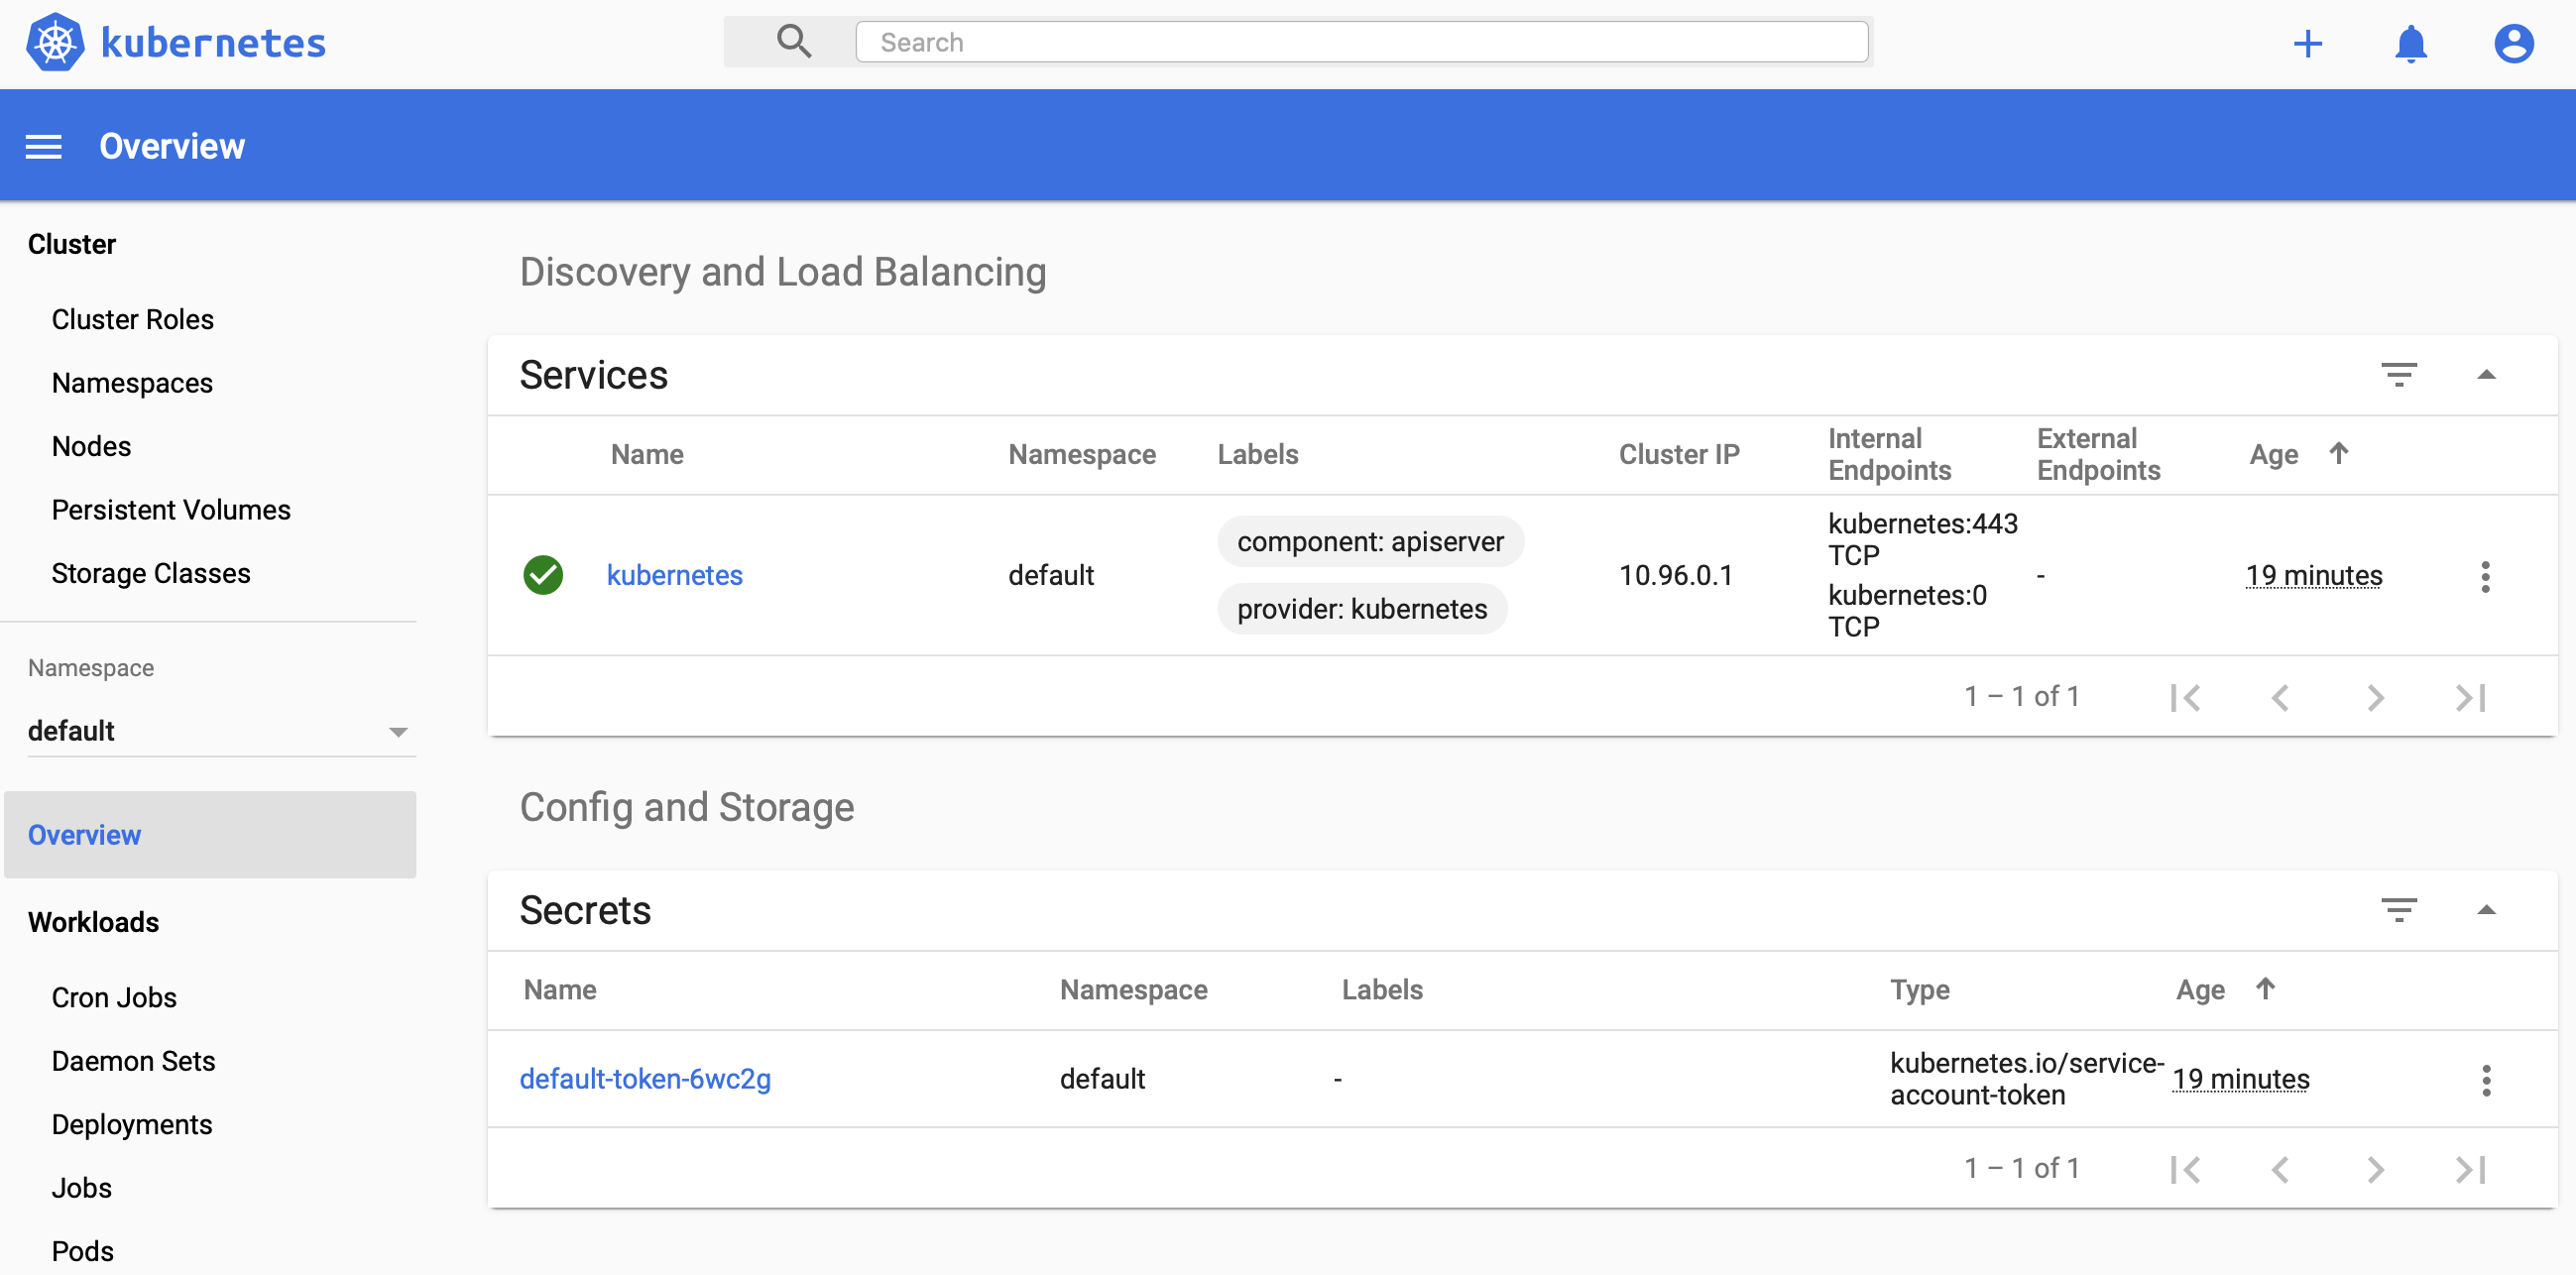 kubernetes
Search
Overview
Cluster
Cluster Roles
Namespaces
Nodes
Persistent Volumes
Storage Classes
Namespace
default
Overview
Workloads
Cron Jobs
Daemon Sets
Deployments
Jobs
Pods
Discovery and Load Balancing
Services
Name Namespace Labels Cluster IP Internal Endpoints External Endpoints Age
kubernetes default component: apiserver provider: kubernetes 10.96.0.1 kubernetes:443 TCP kubernetes:0 TCP - 19 minutes
1 – 1 of 1
Config and Storage
Secrets
Name Namespace Labels Type Age
default-token-6wc2g default - kubernetes.io/service-account-token 19 minutes
1 – 1 of 1